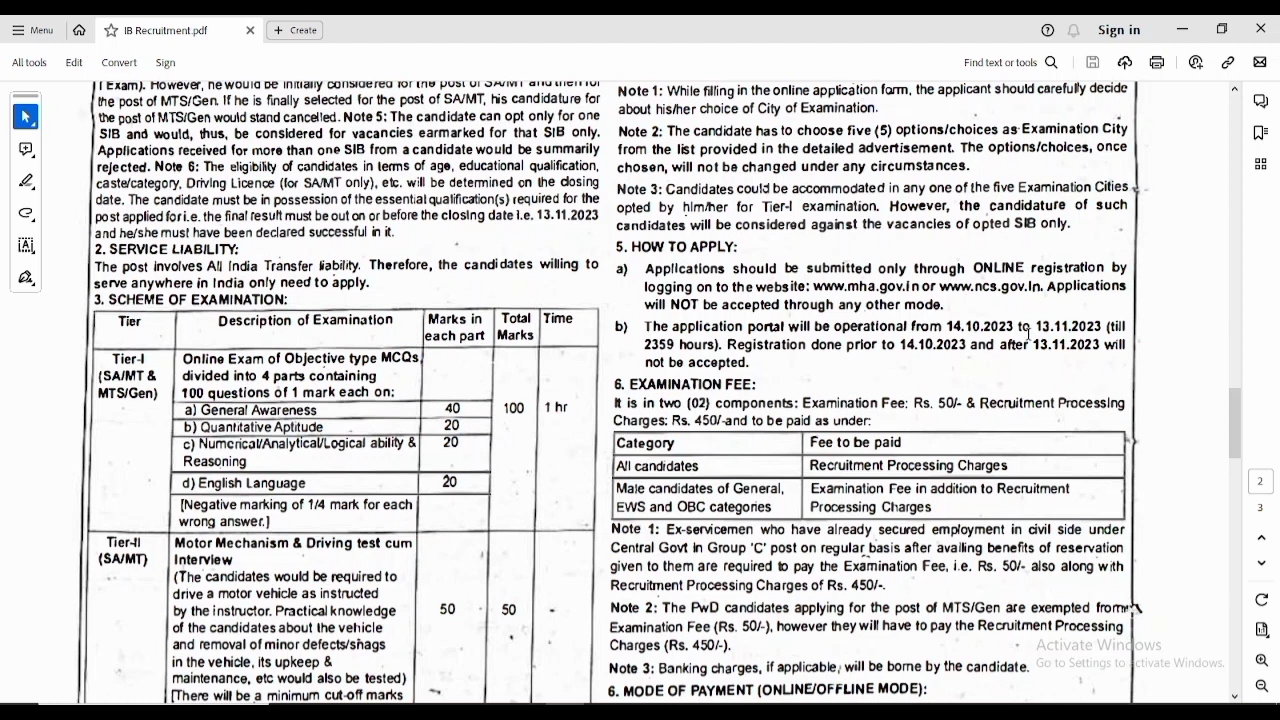 Menu
IB Recruitment.pdf
Create
Sign in
All tools
Edit
Convert
Sign
Find text or tools
I Exam). However, he would be initially considered for the post of SA/MT and then for
the post of MTS/Gen. If he is finally selected for the post of SA/MT, his candidature for
the post of MTS/Gen would stand cancelled. Note 5: The candidate can opt only for one
SIB and would, thus, be considered for vacancies earmarked for that SIB only.
Applications received for more than one SIB from a candidate would be summarily
rejected. Note 6: The eligibility of candidates in terms of age, educational qualification,
caste/category, Driving Licence (for SA/MT only), etc. will be determined on the closing
date. The candidate must be in possession of the essential qualification(s) required for the
post applied for i.e. the final result must be out on or before the closing date i.e. 13.11.2023
and he/she must have been declared successful in it.
2. SERVICE LIABILITY:
The post involves All India Transfer liability. Therefore, the candidates willing to
serve anywhere in India only need to apply.
3. SCHEME OF EXAMINATION:
Tier
Description of Examination
Marks in
each part
Total
Marks
Time
Tier-I
(SA/MT &
MTS/Gen)
Online Exam of Objective type MCQs,
divided into 4 parts containing
100 questions of 1 mark each on:
a) General Awareness
40
100
1 hr
b) Quantitative Aptitude
20
c) Numerical/Analytical/Logical ability &
Reasoning
20
d) English Language
20
[Negative marking of 1/4 mark for each
wrong answer.]
Tier-II
(SA/MT)
Motor Mechanism & Driving test cum
Interview
(The candidates would be required to
drive a motor vehicle as instructed
by the instructor. Practical knowledge
of the candidates about the vehicle
and removal of minor defects/snags
in the vehicle, its upkeep &
maintenance, etc would also be tested)
[There will be a minimum cut-off marks
50
50
-
Note 1: While filling in the online application form, the applicant should carefully decide
about his/her choice of City of Examination.
Note 2: The candidate has to choose five (5) options/choices as Examination City
from the list provided in the detailed advertisement. The options/choices, once
chosen, will not be changed under any circumstances.
Note 3: Candidates could be accommodated in any one of the five Examination Cities
opted by him/her for Tier-I examination. However, the candidature of such
candidates will be considered against the vacancies of opted SIB only.
5. HOW TO APPLY:
a) Applications should be submitted only through ONLINE registration by
logging on to the website: www.mha.gov.in or www.ncs.gov.in. Applications
will NOT be accepted through any other mode.
b) The application portal will be operational from 14.10.2023 to 13.11.2023 (till
2359 hours). Registration done prior to 14.10.2023 and after 13.11.2023 will
not be accepted.
6. EXAMINATION FEE:
It is in two (02) components: Examination Fee: Rs. 50/- & Recruitment Processing
Charges: Rs. 450/-and to be paid as under:
Category
Fee to be paid
All candidates
Recruitment Processing Charges
Male candidates of General,
EWS and OBC categories
Examination Fee in addition to Recruitment
Processing Charges
Note 1: Ex-servicemen who have already secured employment in civil side under
Central Govt in Group 'C' post on regular basis after availing benefits of reservation
given to them are required to pay the Examination Fee, i.e. Rs. 50/- also along with
Recruitment Processing Charges of Rs. 450/-.
Note 2: The PwD candidates applying for the post of MTS/Gen are exempted from
Examination Fee (Rs. 50/-), however they will have to pay the Recruitment Processing
Charges (Rs. 450/-).
Note 3: Banking charges, if applicable, will be borne by the candidate.
6. MODE OF PAYMENT (ONLINE/OFFLINE MODE):
Activate Windows
Go to Settings to activate Windows.
2
3